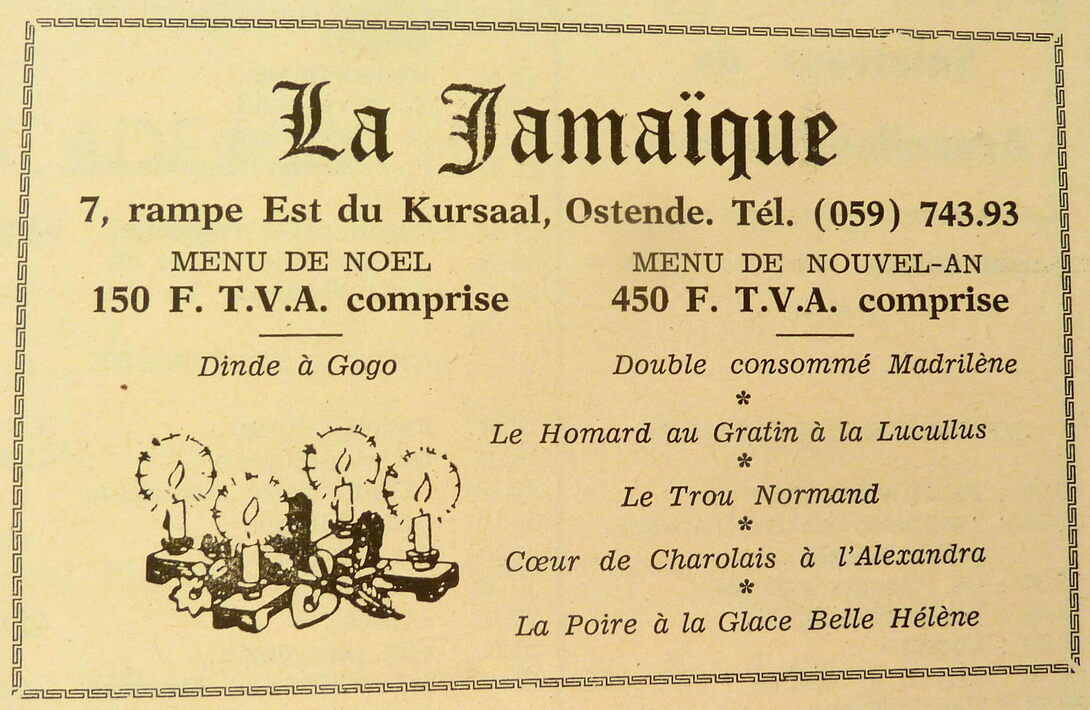 La Jamaïque
7, rampe Est du Kursaal, Ostende. Tél. (059) 743.93
MENU DE NOEL
150 F. T.V.A. comprise
Dinde à Gogo
MENU DE NOUVEL-AN
450 F. T.V.A. comprise
Double consommé Madrilène
*
Le Homard au Gratin à la Lucullus
*
Le Trou Normand
*
Cœur de Charolais à l'Alexandra
*
La Poire à la Glace Belle Hélène